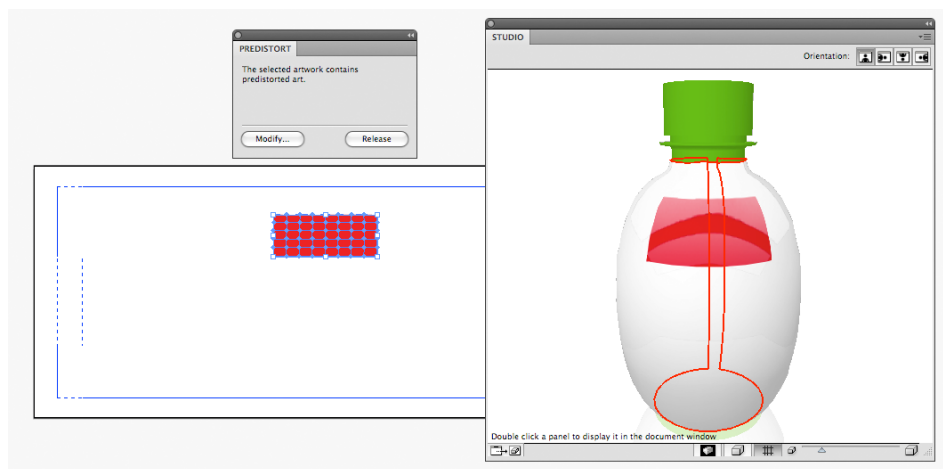 PREDISTORT
The selected artwork contains
predistorted art.
Modify...
Release
STUDIO
Orientation:
Double click a panel to display it in the document window